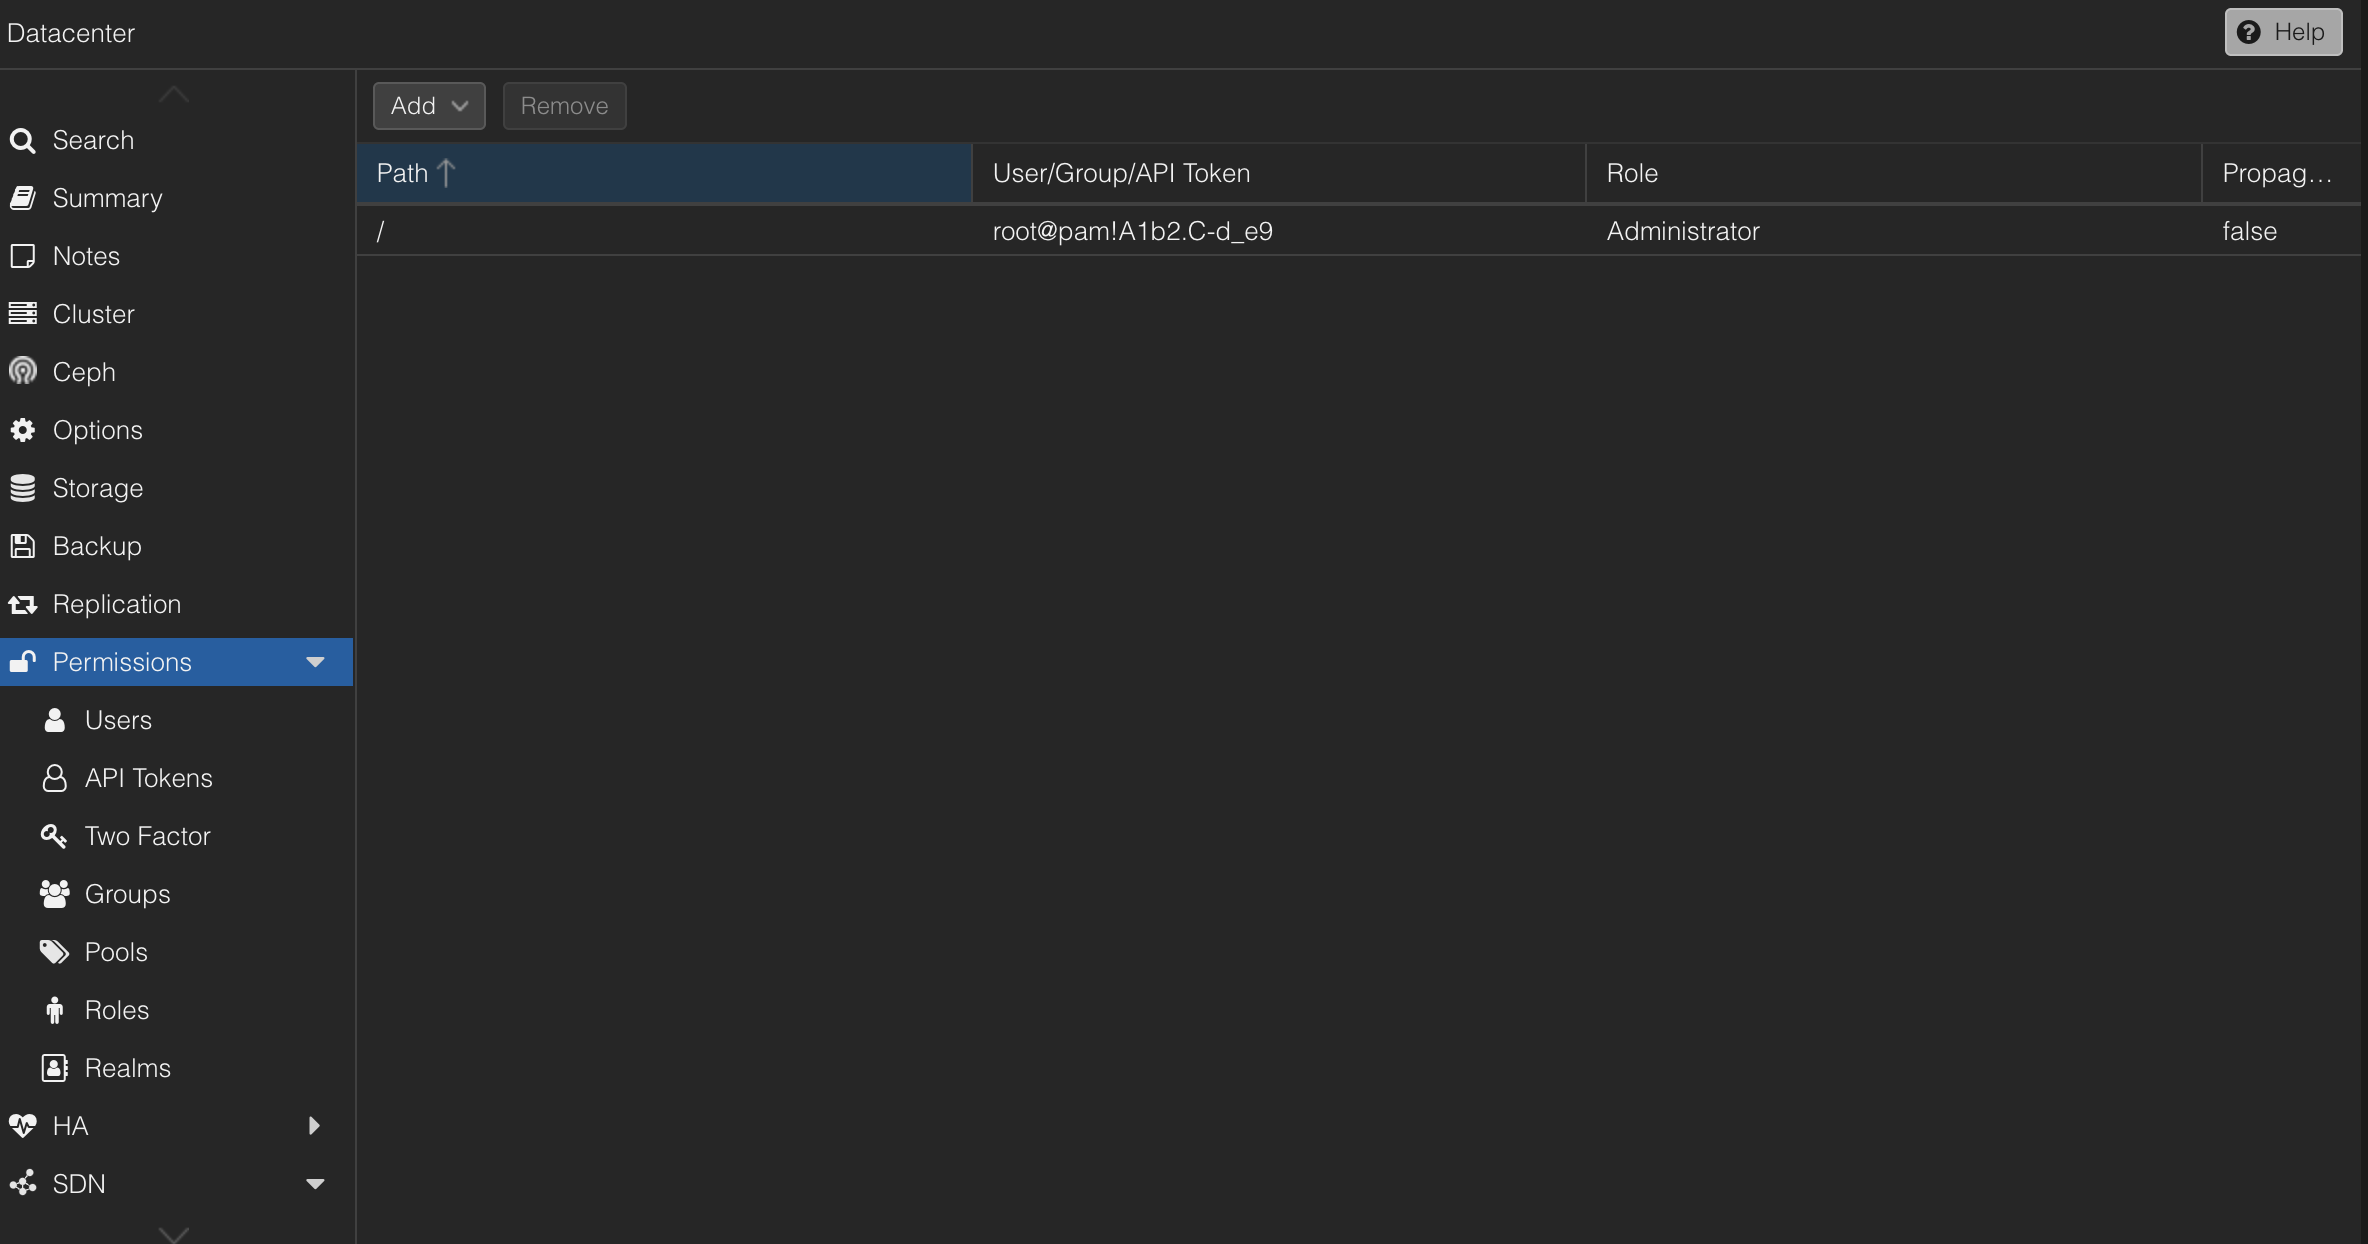 Datacenter
Help
Search
Summary
Notes
Cluster
Ceph
Options
Storage
Backup
Replication
Permissions
Users
API Tokens
Two Factor
Groups
Pools
Roles
Realms
HA
SDN
Add
Remove
Path User/Group/API Token Role Propag...
/ root@pam!A1b2.C-d_e9 Administrator false